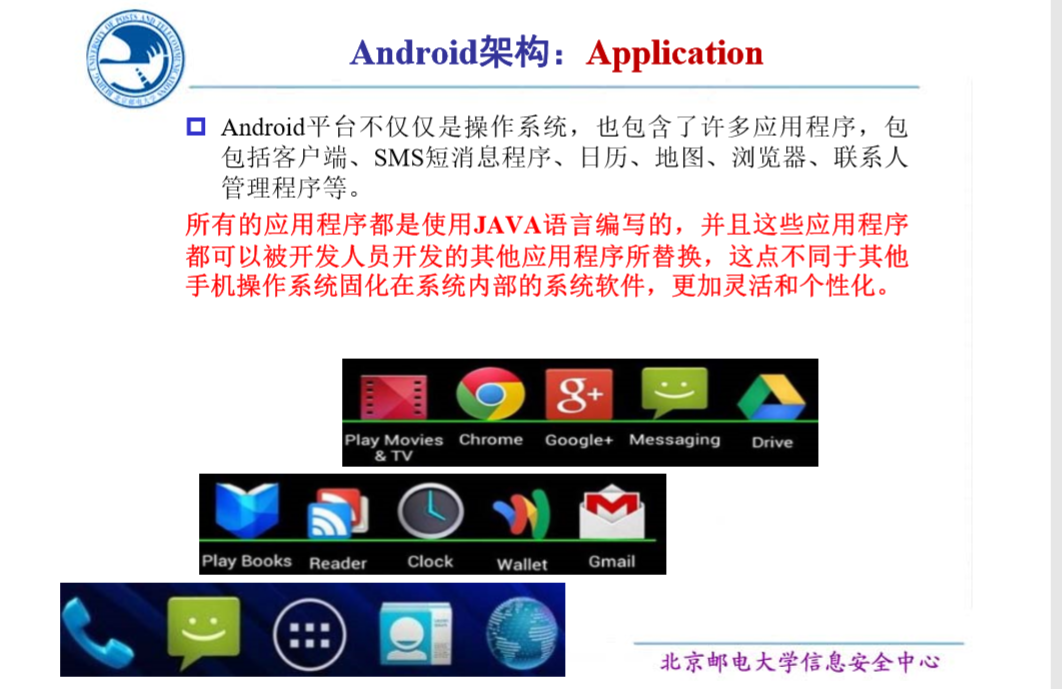 Android架构：Application
Android平台不仅仅是操作系统，也包含了许多应用程序，包
包括客户端、SMS短消息程序、日历、地图、浏览器、联系人
管理程序等。
所有的应用程序都是使用JAVA语言编写的，并且这些应用程序
都可以被开发人员开发的其他应用程序所替换，这点不同于其他
手机操作系统固化在系统内部的系统软件，更加灵活和个性化。
g+
Play Movies Chrome Google+ Messaging Drive
& TV
Play Books Reader Clock Wallet Gmail
北京邮电大学信息安全中心